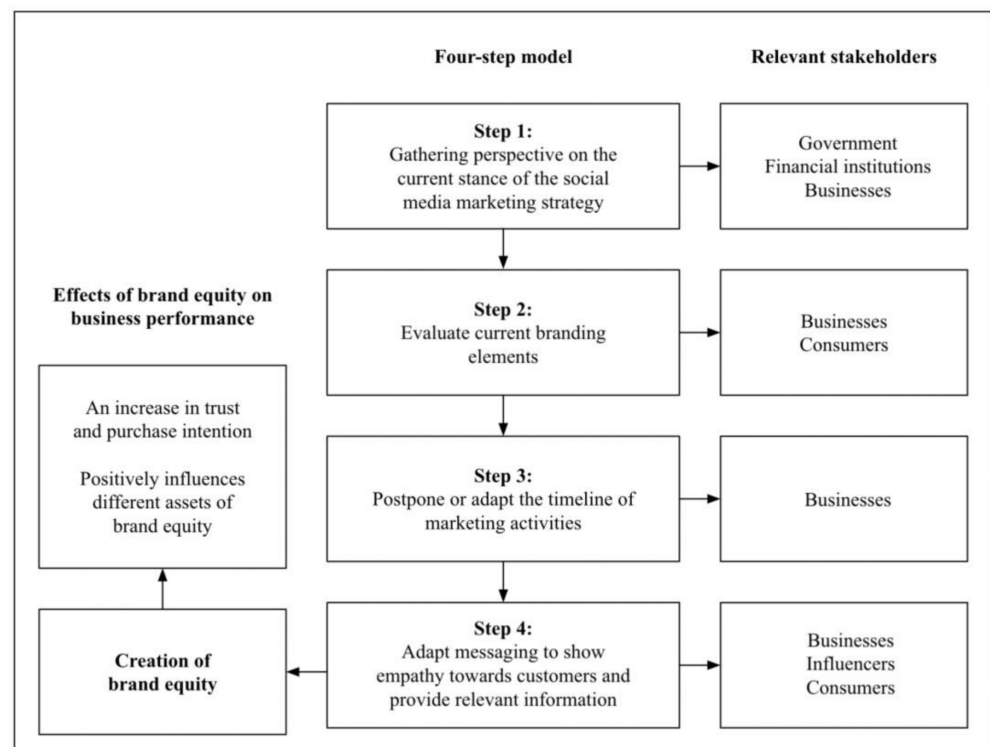 Four-step model
Relevant stakeholders
Step 1:
Gathering perspective on the
current stance of the social
media marketing strategy
Government
Financial institutions
Businesses
Step 2:
Evaluate current branding
elements
Businesses
Consumers
Step 3:
Postpone or adapt the timeline of
marketing activities
Businesses
Step 4:
Adapt messaging to show
empathy towards customers and
provide relevant information
Businesses
Influencers
Consumers
Creation of
brand equity
Effects of brand equity on
business performance
An increase in trust
and purchase intention
Positively influences
different assets of
brand equity